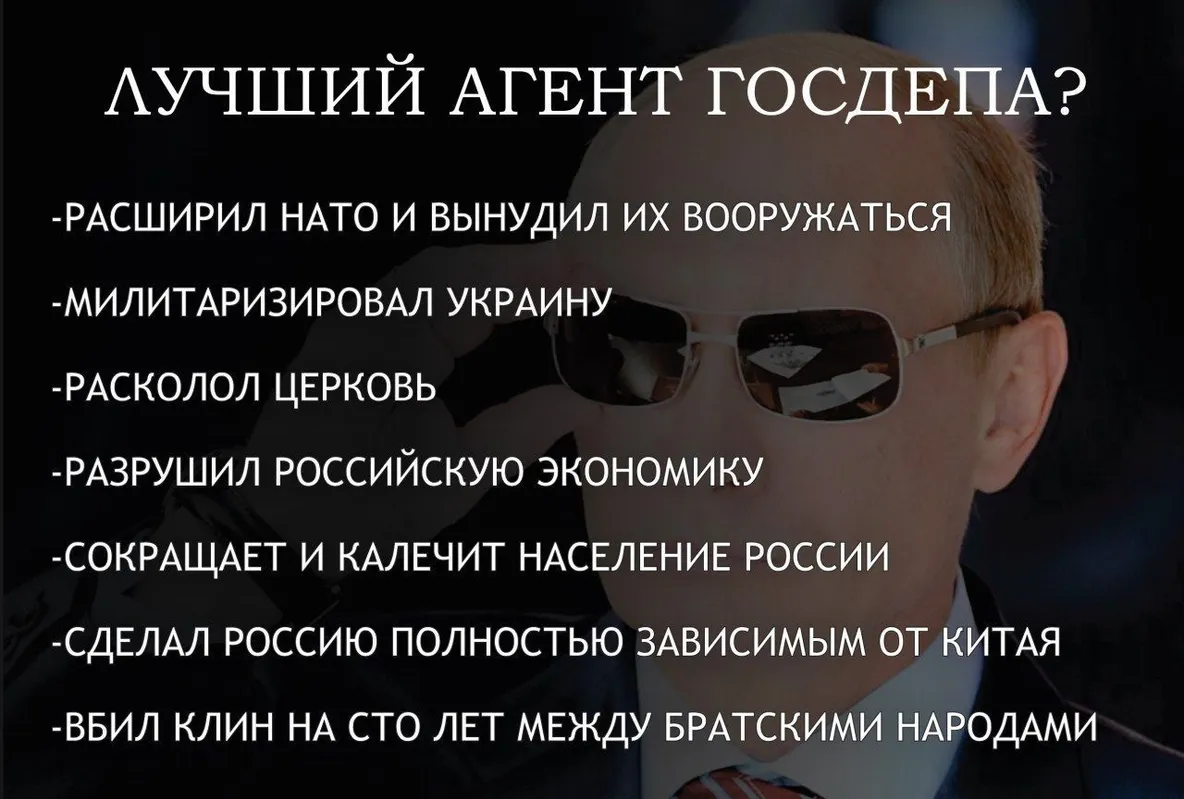 ЛУЧШИЙ АГЕНТ ГОСДЕПА?
-РАСШИРИЛ НАТО И ВЫНУДИЛ ИХ ВООРУЖАТЬСЯ
-МИЛИТАРИЗИРОВАЛ УКРАИНУ
-РАСКОЛОЛ ЦЕРКОВЬ
-РАЗРУШИЛ РОССИЙСКУЮ ЭКОНОМИКУ
-СОКРАЩАЕТ И КАЛЕЧИТ НАСЕЛЕНИЕ РОССИИ
-СДЕЛАЛ РОССИЮ ПОЛНОСТЬЮ ЗАВИСИМЫМ ОТ КИТАЯ
-ВБИЛ КЛИН НА СТО ЛЕТ МЕЖДУ БРАТСКИМИ НАРОДАМИ